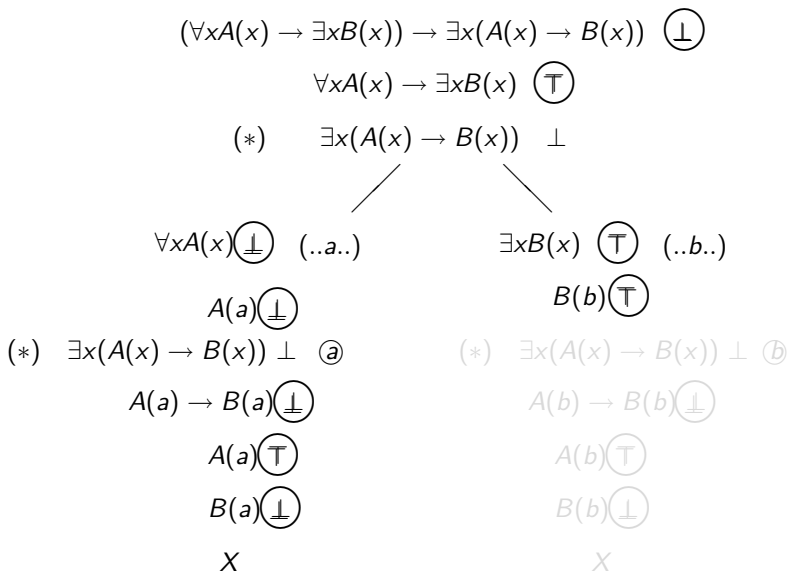 (∀xA(x) → ∃xB(x)) → ∃x(A(x) → B(x)) ⊥
∀xA(x) → ∃xB(x) ⊤
(∗) ∃x(A(x) → B(x)) ⊥
∀xA(x) ⊥ (..a..) ∃xB(x) ⊤ (..b..)
A(a) ⊥ B(b) ⊤
(∗) ∃x(A(x) → B(x)) ⊥ ⓐ (∗) ∃x(A(x) → B(x)) ⊥ ⓑ
A(a) → B(a) ⊥ A(b) → B(b) ⊥
A(a) ⊤ A(b) ⊤
B(a) ⊥ B(b) ⊥
X X